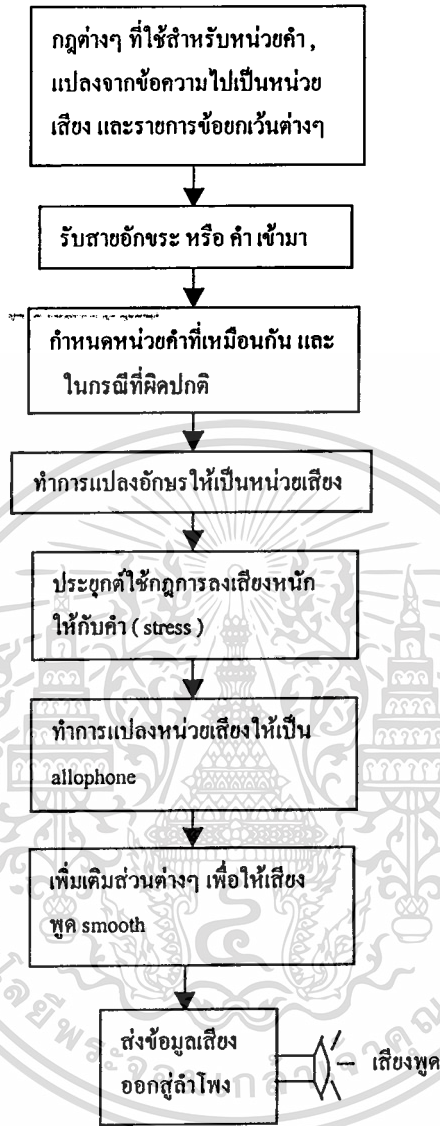 กฎต่างๆ ที่ใช้สำหรับหน่วยคำ ,
แปลงจากข้อความไปเป็นหน่วย
เสียง และรายการข้อยกเว้นต่างๆ
รับสายอักขระ หรือ คำ เข้ามา
กำหนดหน่วยคำที่เหมือนกัน และ
ในกรณีที่ผิดปกติ
ทำการแปลงอักษรให้เป็นหน่วยเสียง
ประยุกต์ใช้กฎการลงเสียงหนัก
ให้กับคำ ( stress )
ทำการแปลงหน่วยเสียงให้เป็น
allophone
เพิ่มเติมส่วนต่างๆ เพื่อให้เสียง
พูด smooth
ส่งข้อมูลเสียง
ออกสู่ลำโพง
เสียงพูด